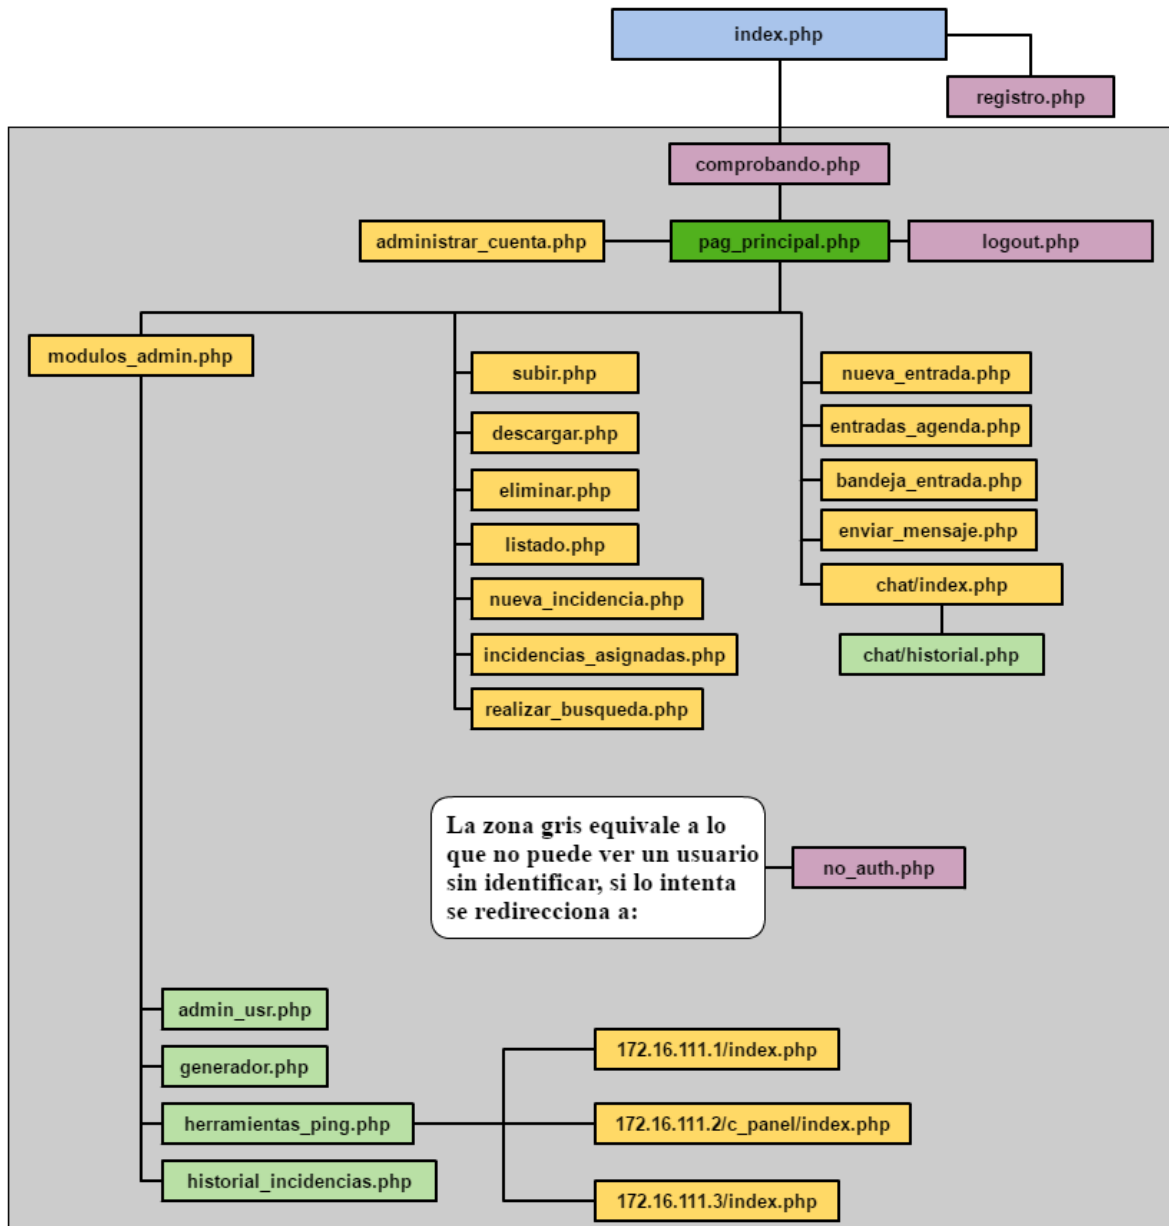 index.php
registro.php
comprobando.php
administrar_cuenta.php
pag_principal.php
logout.php
modulos_admin.php
subir.php
descargar.php
eliminar.php
listado.php
nueva_incidencia.php
incidencias_asignadas.php
realizar_busqueda.php
nueva_entrada.php
entradas_agenda.php
bandeja_entrada.php
enviar_mensaje.php
chat/index.php
chat/historial.php
La zona gris equivale a lo
que no puede ver un usuario
sin identificar, si lo intenta
se redirecciona a:
no_auth.php
admin_usr.php
generador.php
herramientas_ping.php
historial_incidencias.php
172.16.111.1/index.php
172.16.111.2/c_panel/index.php
172.16.111.3/index.php